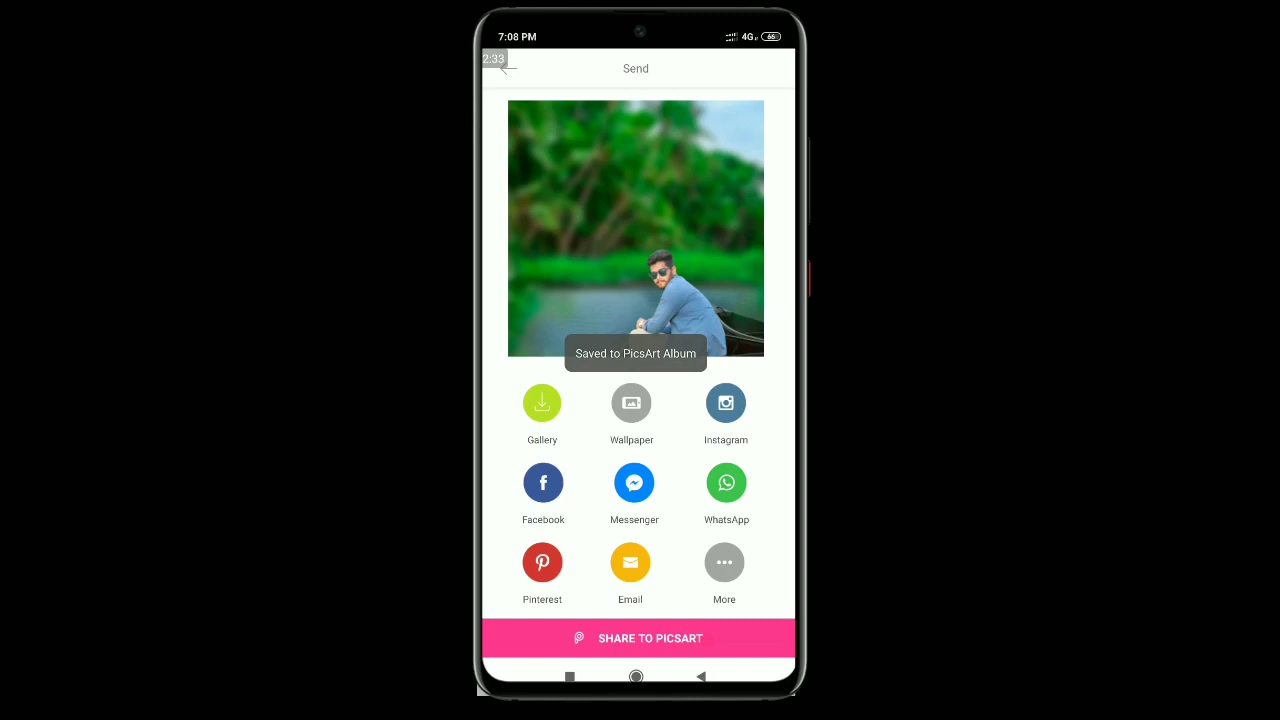 7:08 PM
4G
66
2:33
Send
Saved to PicsArt Album
Gallery
Wallpaper
Instagram
Facebook
Messenger
WhatsApp
Pinterest
Email
More
SHARE TO PICSART